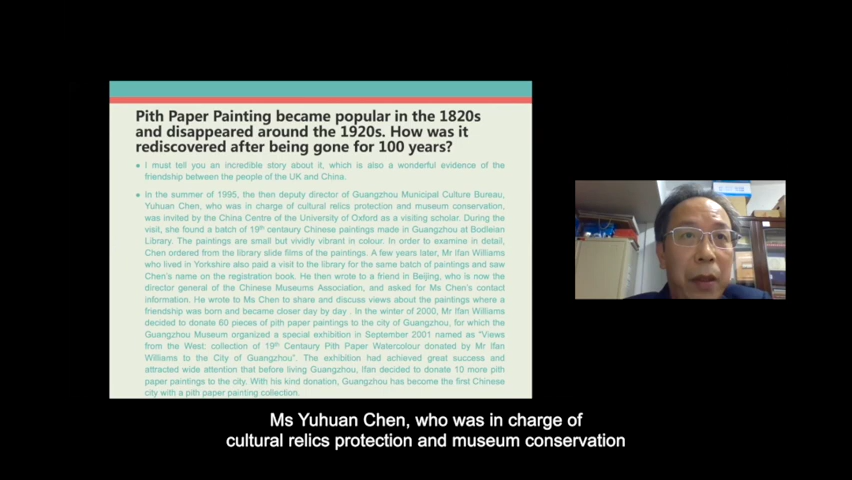 Pith Paper Painting became popular in the 1820s
and disappeared around the 1920s. How was it
rediscovered after being gone for 100 years?
I must tell you an incredible story about it, which is also a wonderful evidence of the
friendship between the people of the UK and China.
In the summer of 1995, the then deputy director of Guangzhou Municipal Culture Bureau,
Yuhuan Chen, who was in charge of cultural relics protection and museum conservation,
was invited by the China Centre of the University of Oxford as a visiting scholar. During the
visit, she found a batch of 19th centaury Chinese paintings made in Guangzhou at Bodleian
Library. The paintings are small but vividly vibrant in colour. In order to examine in detail,
Chen ordered from the library slide films of the paintings. A few years later, Mr Ifan Williams
who lived in Yorkshire also paid a visit to the library for the same batch of paintings and saw
Chen's name on the registration book. He then wrote to a friend in Beijing, who is now the
director general of the Chinese Museums Association, and asked for Ms Chen's contact
information. He wrote to Ms Chen to share and discuss views about the paintings where a
friendship was born and became closer day by day . In the winter of 2000, Mr Ifan Williams
decided to donate 60 pieces of pith paper paintings to the city of Guangzhou, for which the
Guangzhou Museum organized a special exhibition in September 2001 named as "Views
from the West: collection of 19th Centaury Pith Paper Watercolour donated by Mr Ifan
Williams to the City of Guangzhou". The exhibition had achieved great success and
attracted wide attention that before living Guangzhou, Ifan decided to donate 10 more pith
paper paintings to the city. With his kind donation, Guangzhou has become the first Chinese
city with a pith paper painting collection.
Ms Yuhuan Chen, who was in charge of
cultural relics protection and museum conservation